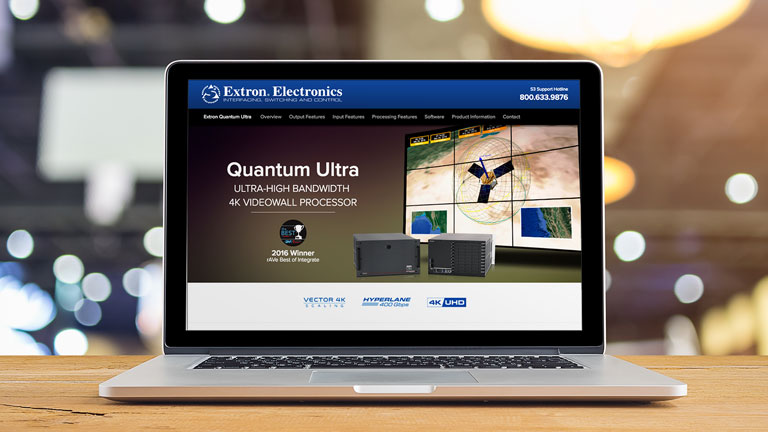 Extron. Electronics
INTERFACING, SWITCHING AND CONTROL
S3 Support Hotline
800.633.9876
Extron Quantum Ultra Overview Output Features Input Features Processing Features Software Product Information Contact
Quantum Ultra
ULTRA-HIGH BANDWIDTH
4K VIDEOWALL PROCESSOR
BEST
2016 Winner
rAVe Best of Integrate
VECTOR 4K
SCALING
HYPERLANE
400 Gbps
4K UHD